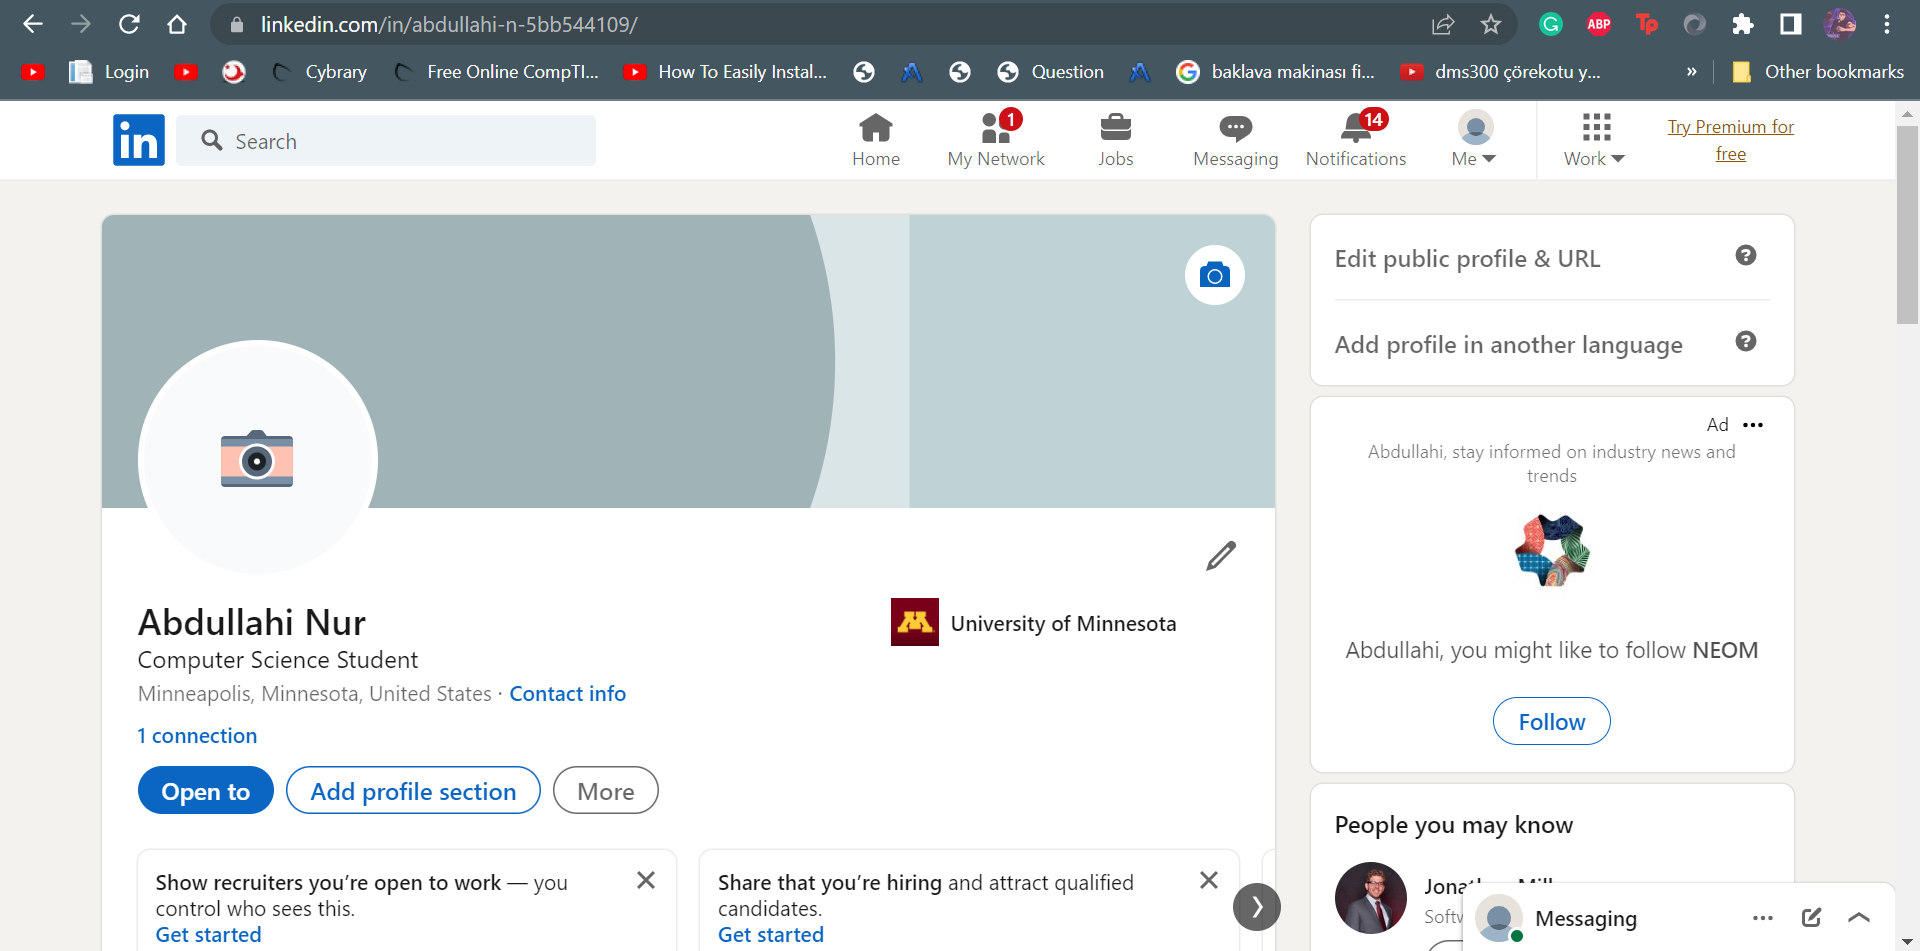 linkedin.com/in/abdullahi-n-5bb544109/
ABP
Tp
Login
Cybrary
Free Online CompTI...
How To Easily Instal...
Question
baklava makinası fi...
dms300 çörekotu y...
»
Other bookmarks
in
Search
Home
1
My Network
Jobs
Messaging
14
Notifications
Me
Work
Try Premium for
free
Edit public profile & URL
Add profile in another language
Ad
Abdullahi, stay informed on industry news and
trends
Abdullahi, you might like to follow NEOM
Follow
Abdullahi Nur
University of Minnesota
Computer Science Student
Minneapolis, Minnesota, United States · Contact info
1 connection
Open to
Add profile section
More
Show recruiters you’re open to work — you
control who sees this.
Get started
Share that you’re hiring and attract qualified
candidates.
Get started
People you may know
Messaging